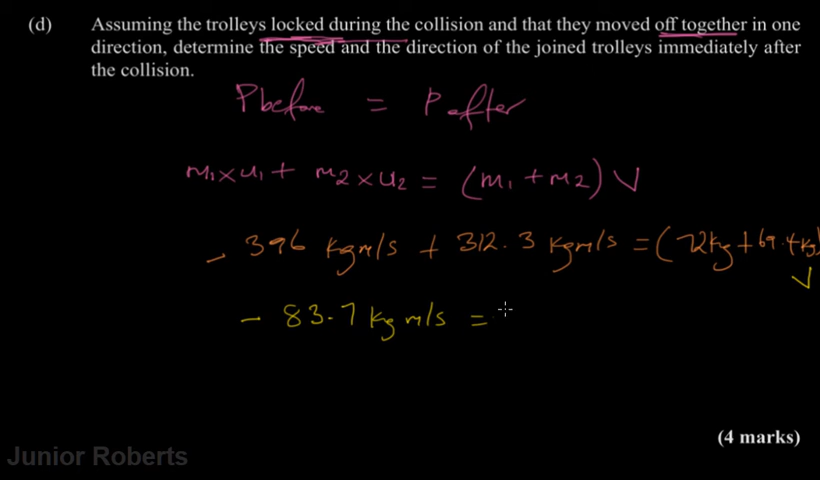 (d) Assuming the trolleys locked during the collision and that they moved off together in one
direction, determine the speed and the direction of the joined trolleys immediately after
the collision.
Pbefore = Pafter
m₁×u₁ + m₂×u₂ = (m₁ + m₂) V
- 396 kgm/s + 312.3 kgm/s = (72kg + 69.4kg)
V
- 83.7 kgm/s =
(4 marks)
Junior Roberts